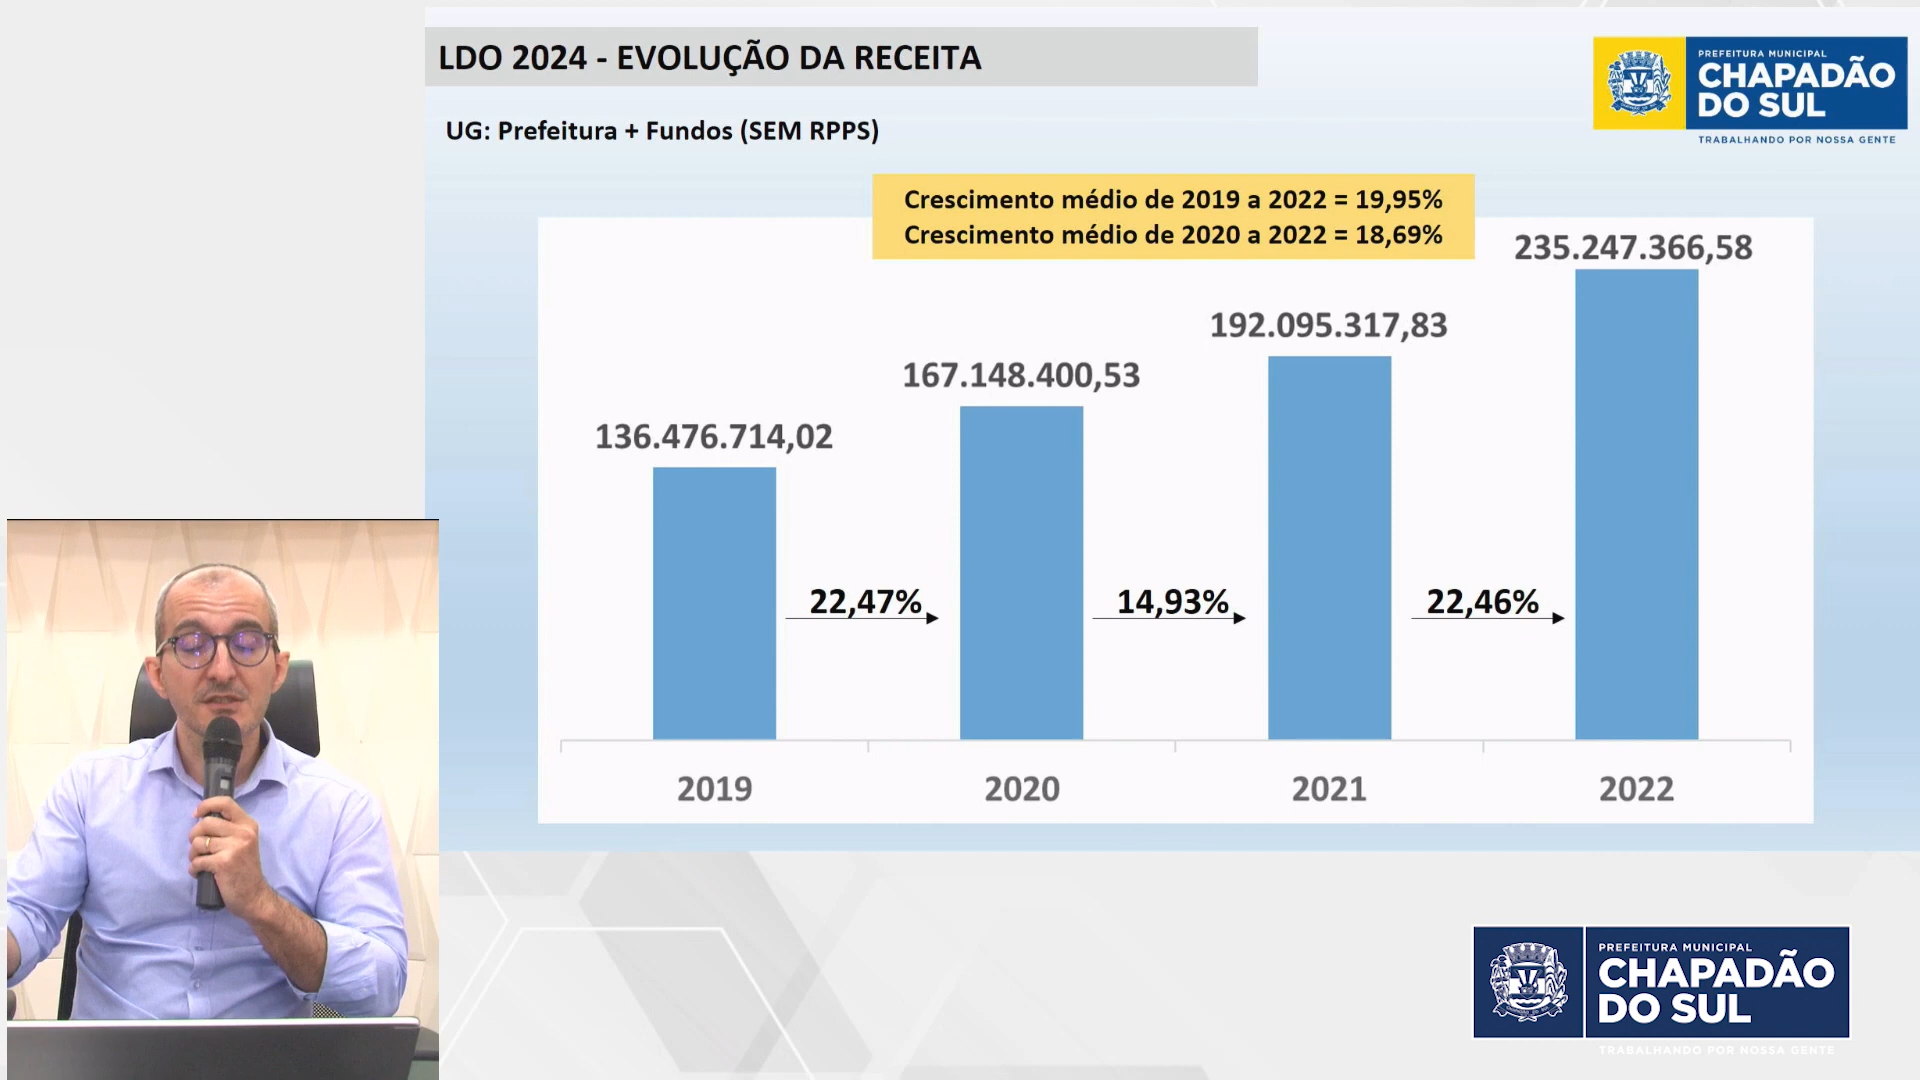 LDO 2024 - EVOLUÇÃO DA RECEITA
PREFEITURA MUNICIPAL
CHAPADÃO
DO SUL
TRABALHANDO POR NOSSA GENTE
UG: Prefeitura + Fundos (SEM RPPS)
Crescimento médio de 2019 a 2022 = 19,95%
Crescimento médio de 2020 a 2022 = 18,69%
136.476.714,02
167.148.400,53
192.095.317,83
235.247.366,58
22,47%
14,93%
22,46%
2019
2020
2021
2022
PREFEITURA MUNICIPAL
CHAPADÃO
DO SUL
TRABALHANDO POR NOSSA GENTE